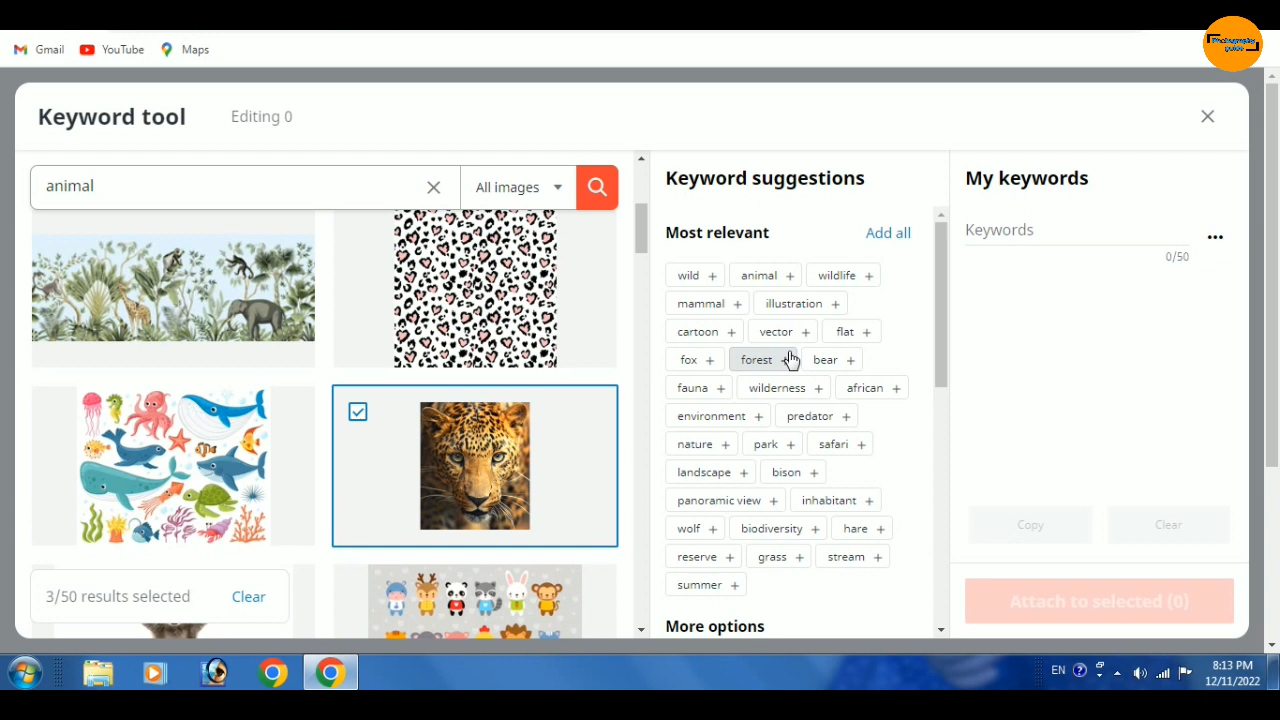 Gmail YouTube Maps
Photography
guide
Keyword tool Editing 0
animal All images
3/50 results selected Clear
Keyword suggestions
Most relevant Add all
wild + animal + wildlife +
mammal + illustration +
cartoon + vector + flat +
fox + forest + bear +
fauna + wilderness + african +
environment + predator +
nature + park + safari +
landscape + bison +
panoramic view + inhabitant +
wolf + biodiversity + hare +
reserve + grass + stream +
summer +
More options
My keywords
Keywords ...
0/50
Copy Clear
Attach to selected (0)
EN 8:13 PM
12/11/2022